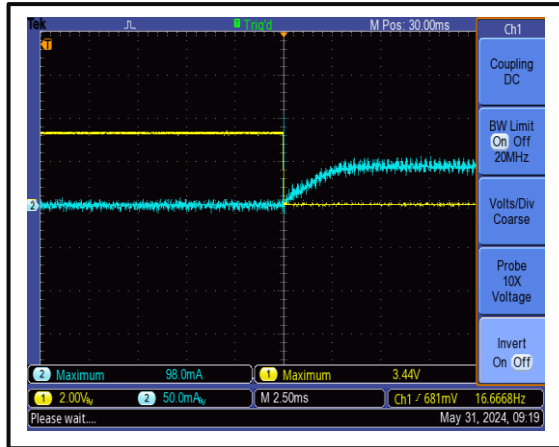 Tek Trig'd M Pos: 30.00ms Ch1
T
Coupling
DC
BW Limit
On Off
20MHz
2
Volts/Div
Coarse
Probe
10X
Voltage
Invert
On Off
2 Maximum 98.0mA 1 Maximum 3.44V
1 2.00VBW 2 50.0mABW M 2.50ms Ch1 681mV 16.6668Hz
Please wait.... May 31, 2024, 09:19